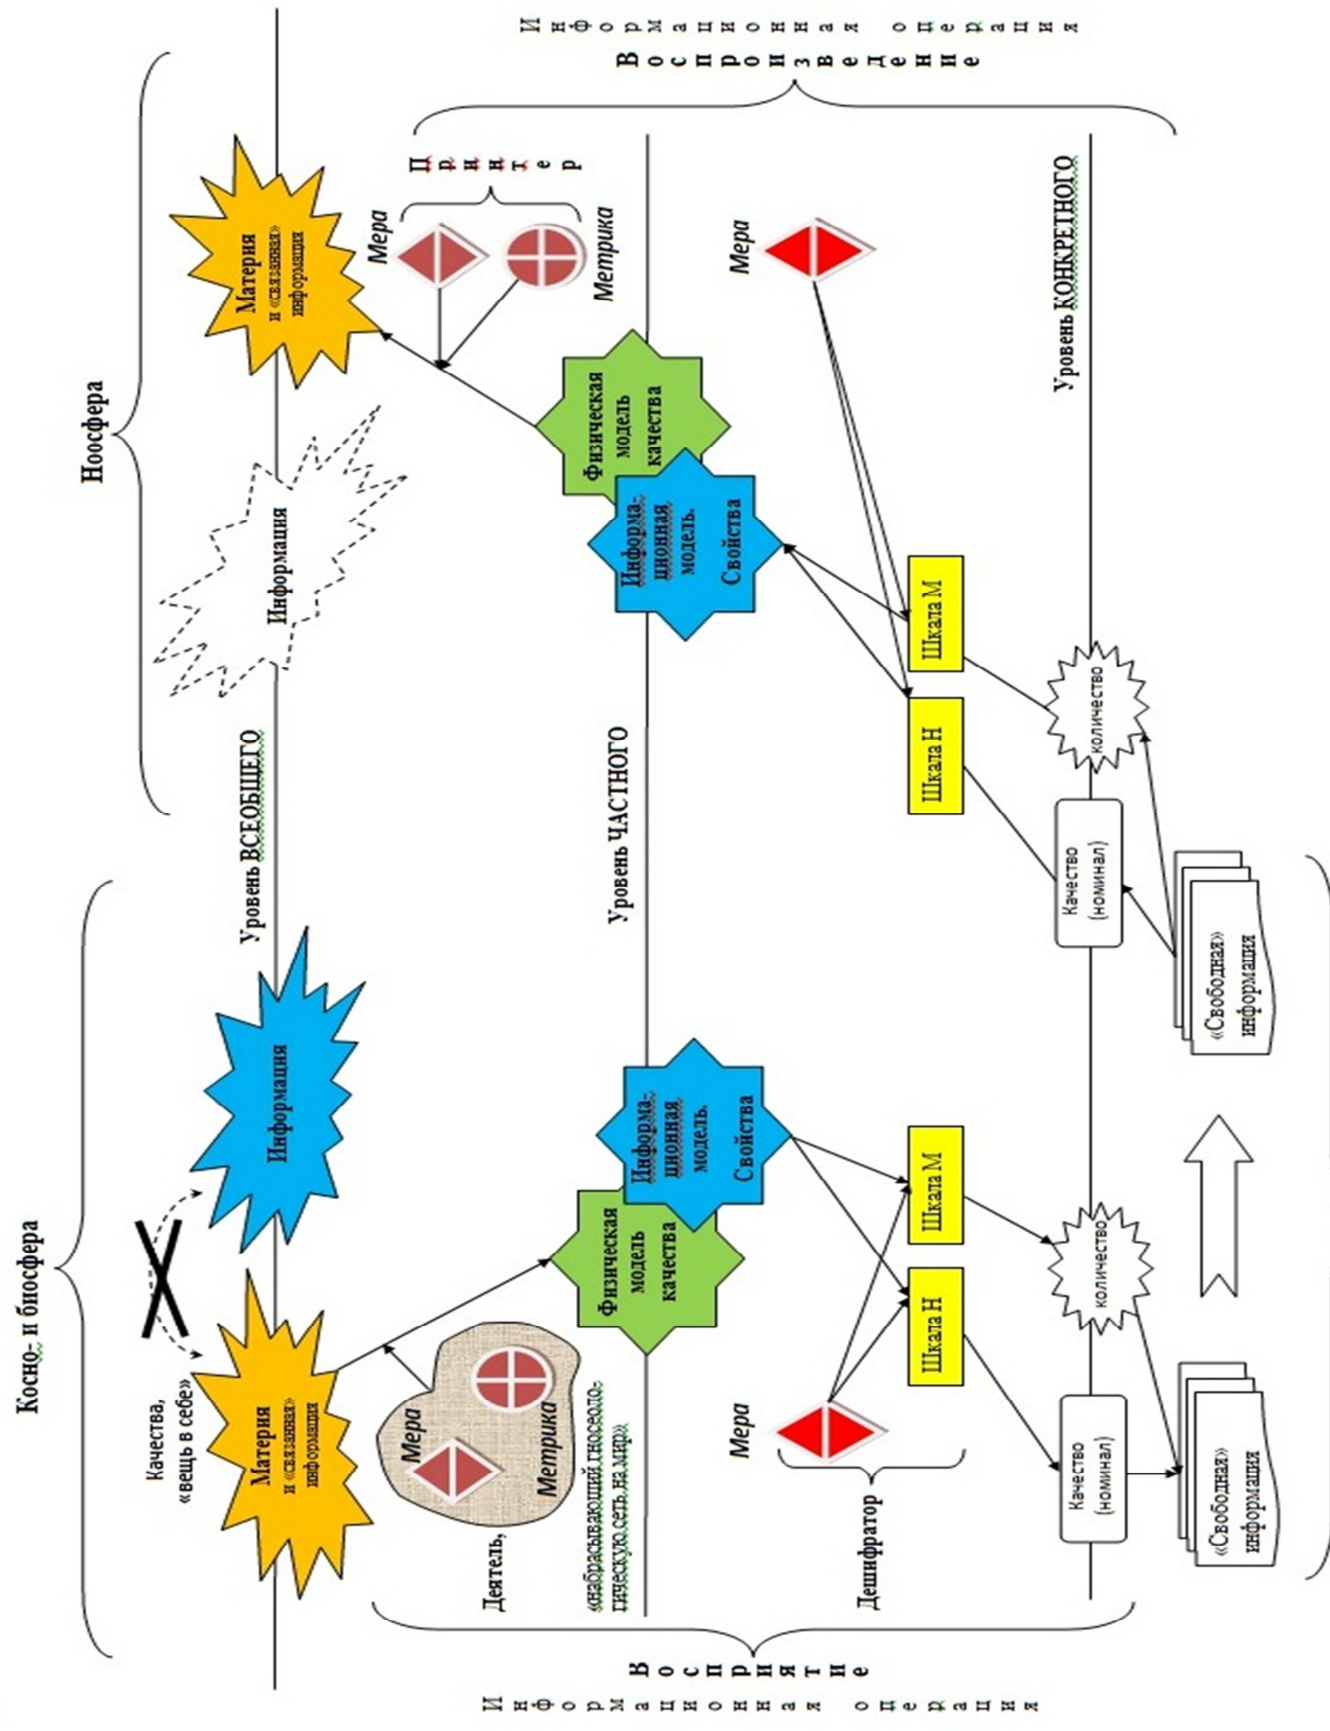 Косно- и биосфера
Ноосфера
Качества,
«вещь в себе»
Материя
и «связанная»
информация
Информация
Уровень ВСЕОБЩЕГО
Информация
Материя
и «связанная»
информация
Деятель,
«набрасывающий гносеоло-
гическую сеть на мир»
Мера
Метрика
Мера
Метрика
Принтер
Физическая
модель
качества
Информа-
ционная
модель.
Свойства
Уровень ЧАСТНОГО
Информа-
ционная
модель.
Свойства
Физическая
модель
качества
Мера
Дешифратор
Шкала Н
Шкала М
Шкала Н
Шкала М
Мера
Качество
(номинал)
количество
Качество
(номинал)
количество
Уровень КОНКРЕТНОГО
«Свободная»
информация
«Свободная»
информация
Информационная операция
Восприятие
Воспроизведение
Информационная операция